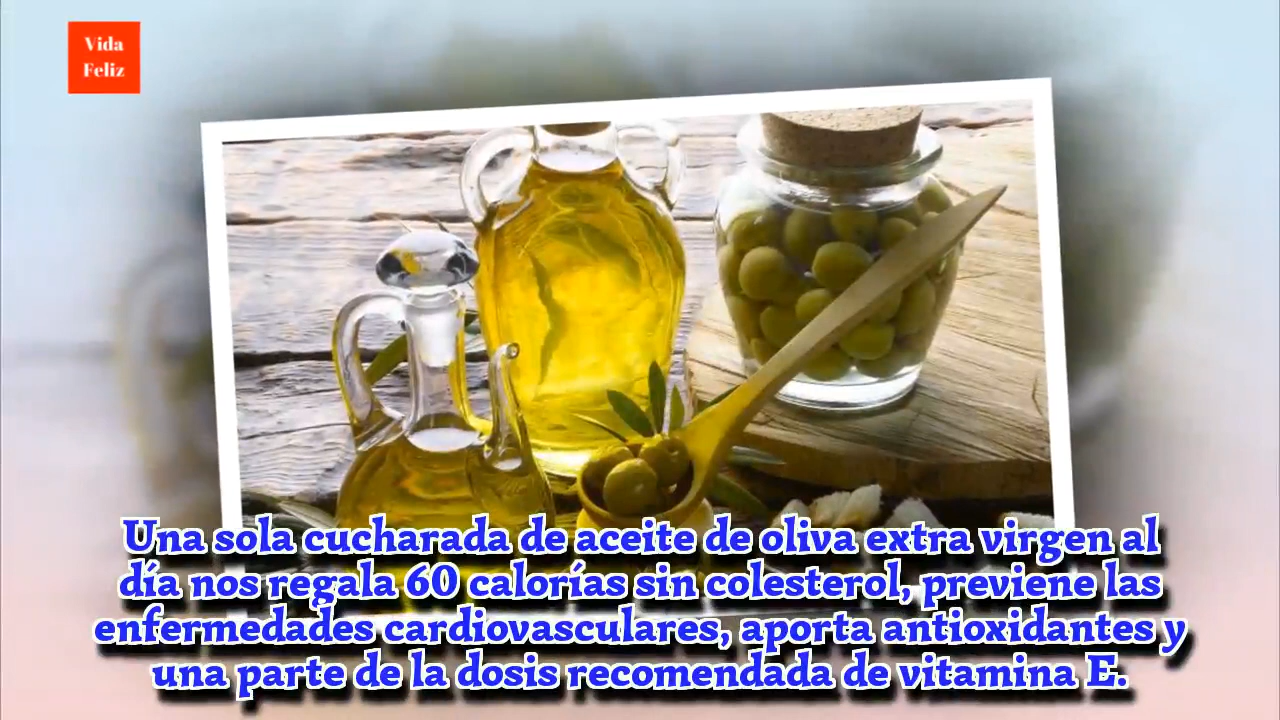 Vida
Feliz
Una sola cucharada de aceite de oliva extra virgen al
día nos regala 60 calorías sin colesterol, previene las
enfermedades cardiovasculares, aporta antioxidantes y
una parte de la dosis recomendada de vitamina E.